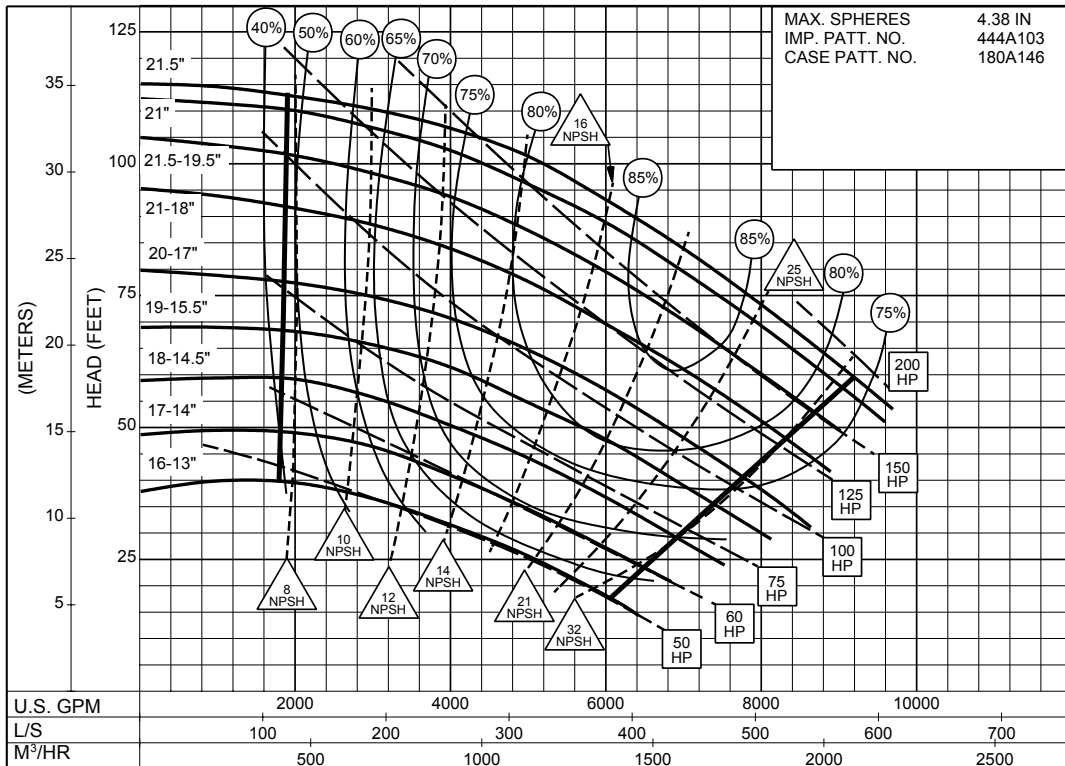 MAX. SPHERES 4.38 IN
IMP. PATT. NO. 444A103
CASE PATT. NO. 180A146
40%
50%
60%
65%
70%
75%
80%
85%
85%
80%
75%
16
NPSH
25
NPSH
(METERS)
35
30
25
20
15
10
5
HEAD (FEET)
125
100
75
50
25
21.5"
21"
21.5-19.5"
21-18"
20-17"
19-15.5"
18-14.5"
17-14"
16-13"
200
HP
150
HP
125
HP
100
HP
75
HP
60
HP
50
HP
8
NPSH
10
NPSH
12
NPSH
14
NPSH
21
NPSH
32
NPSH
U.S. GPM 2000 4000 6000 8000 10000
L/S 100 200 300 400 500 600 700
M³/HR 500 1000 1500 2000 2500